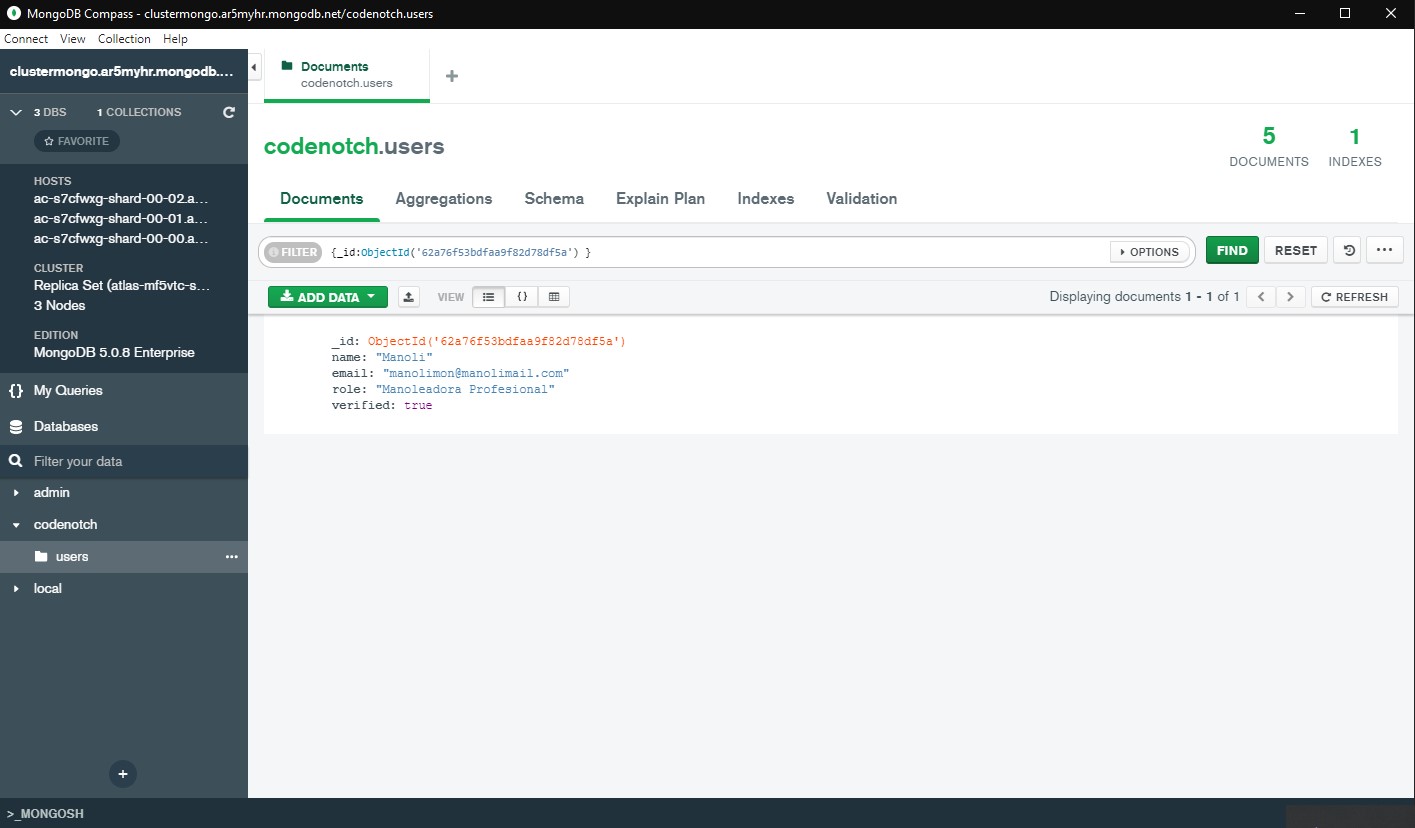 MongoDB Compass - clustermongo.ar5myhr.mongodb.net/codenotch.users
Connect View Collection Help
clustermongo.ar5myhr.mongodb....
3 DBS 1 COLLECTIONS
FAVORITE
HOSTS
ac-s7cfwxg-shard-00-02.a...
ac-s7cfwxg-shard-00-01.a...
ac-s7cfwxg-shard-00-00.a...
CLUSTER
Replica Set (atlas-mf5vtc-s...
3 Nodes
EDITION
MongoDB 5.0.8 Enterprise
{} My Queries
Databases
Filter your data
admin
codenotch
users ...
local
+
>_MONGOSH
Documents
codenotch.users
+
codenotch.users
5
DOCUMENTS
1
INDEXES
Documents Aggregations Schema Explain Plan Indexes Validation
FILTER {_id:ObjectId('62a76f53bdfaa9f82d78df5a') } OPTIONS FIND RESET ...
ADD DATA VIEW {} Displaying documents 1 - 1 of 1 < > REFRESH
_id: ObjectId('62a76f53bdfaa9f82d78df5a')
name: "Manoli"
email: "manolimon@manolimail.com"
role: "Manoleadora Profesional"
verified: true